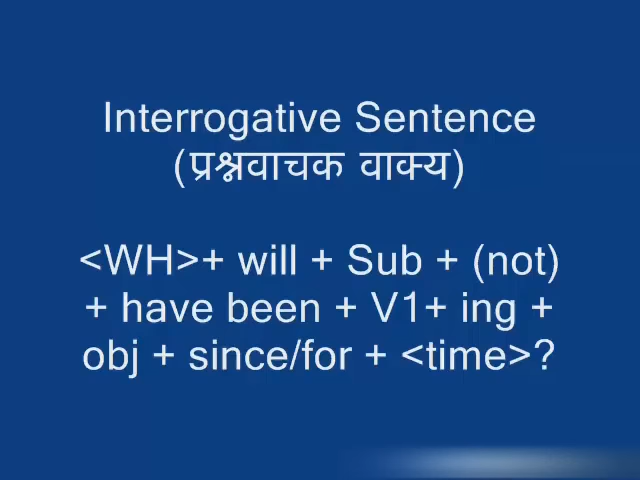 Interrogative Sentence
(प्रश्नवाचक वाक्य)
<WH>+ will + Sub + (not)
+ have been + V1+ ing +
obj + since/for + <time>?